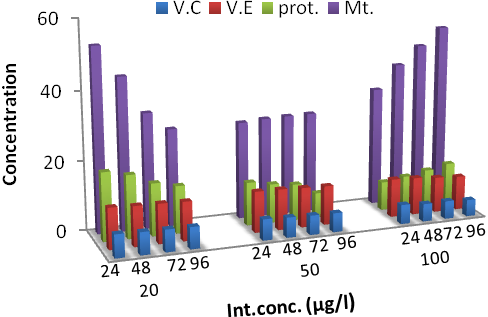 V.C V.E prot. Mt.
60
40
20
0
Concentration
24 48 72 96 24 48 72 96 24 48 72 96
20 50 100
Int.conc. (µg/l)